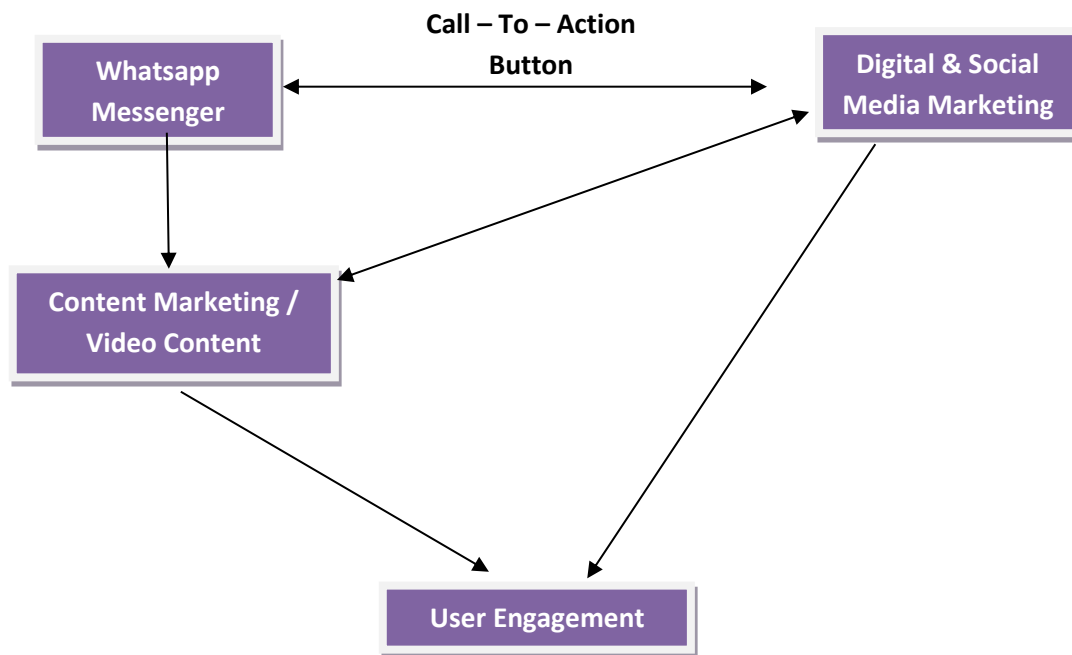 Call – To – Action
Button
Whatsapp
Messenger
Digital & Social
Media Marketing
Content Marketing /
Video Content
User Engagement